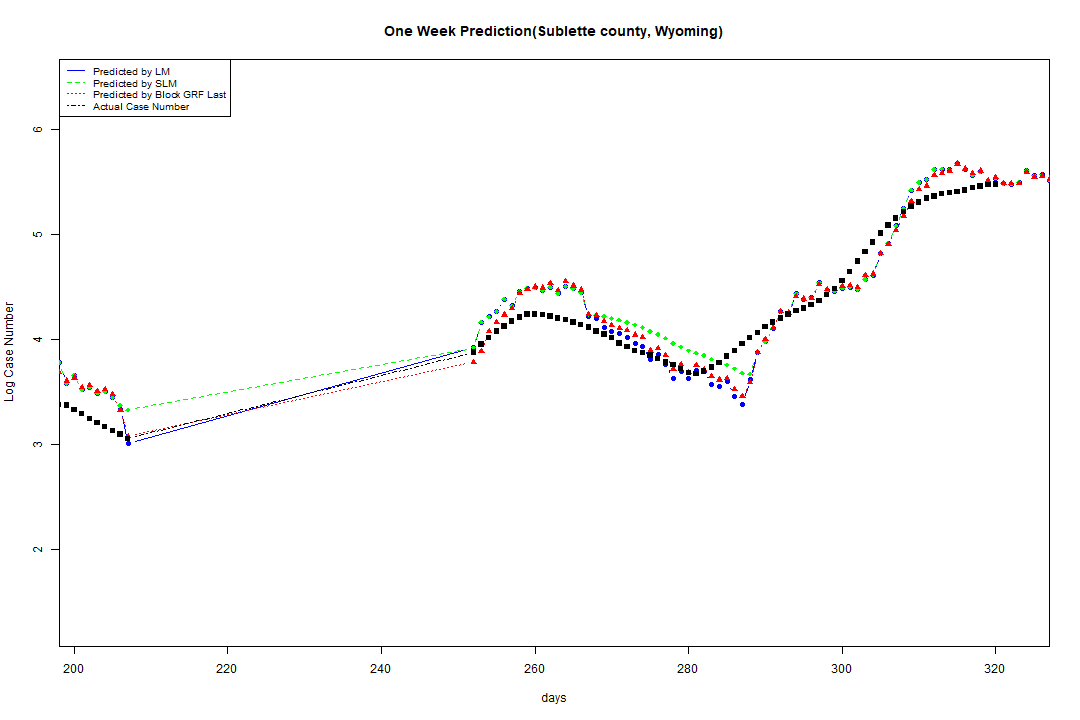 One Week Prediction(Sublette county, Wyoming)
Predicted by LM
Predicted by SLM
Predicted by Block GRF Last
Actual Case Number
Log Case Number
6
5
4
3
2
200 220 240 260 280 300 320
days